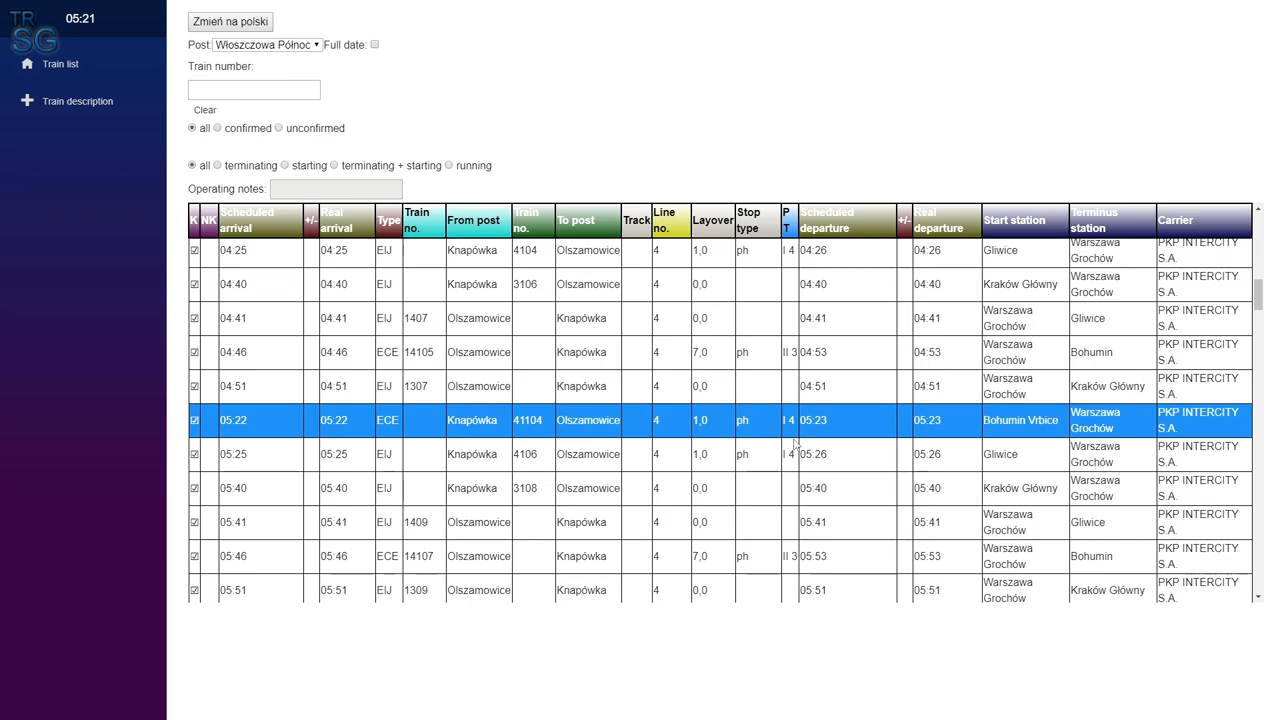 TR
SG
05:21
Train list
Train description
Zmień na polski
Post: Włoszczowa Północ Full date:
Train number:
Clear
all confirmed unconfirmed
all terminating starting terminating + starting running
Operating notes:
K NK Scheduled arrival +/- Real arrival Type Train no. From post Train no. To post Track Line no. Layover Stop type P T Scheduled departure +/- Real departure Start station Terminus station Carrier
04:25 04:25 EIJ Knapówka 4104 Olszamowice 4 1,0 ph I 4 04:26 04:26 Gliwice Warszawa Grochów PKP INTERCITY S.A.
04:40 04:40 EIJ Knapówka 3106 Olszamowice 4 0,0 04:40 04:40 Kraków Główny Warszawa Grochów PKP INTERCITY S.A.
04:41 04:41 EIJ 1407 Olszamowice Knapówka 4 0,0 04:41 04:41 Warszawa Grochów Gliwice PKP INTERCITY S.A.
04:46 04:46 ECE 14105 Olszamowice Knapówka 4 7,0 ph II 3 04:53 04:53 Warszawa Grochów Bohumin PKP INTERCITY S.A.
04:51 04:51 EIJ 1307 Olszamowice Knapówka 4 0,0 04:51 04:51 Warszawa Grochów Kraków Główny PKP INTERCITY S.A.
05:22 05:22 ECE Knapówka 41104 Olszamowice 4 1,0 ph I 4 05:23 05:23 Bohumin Vrbice Warszawa Grochów PKP INTERCITY S.A.
05:25 05:25 EIJ Knapówka 4106 Olszamowice 4 1,0 ph I 4 05:26 05:26 Gliwice Warszawa Grochów PKP INTERCITY S.A.
05:40 05:40 EIJ Knapówka 3108 Olszamowice 4 0,0 05:40 05:40 Kraków Główny Warszawa Grochów PKP INTERCITY S.A.
05:41 05:41 EIJ 1409 Olszamowice Knapówka 4 0,0 05:41 05:41 Warszawa Grochów Gliwice PKP INTERCITY S.A.
05:46 05:46 ECE 14107 Olszamowice Knapówka 4 7,0 ph II 3 05:53 05:53 Warszawa Grochów Bohumin PKP INTERCITY S.A.
05:51 05:51 EIJ 1309 Olszamowice Knapówka 4 0,0 05:51 05:51 Warszawa Grochów Kraków Główny PKP INTERCITY S.A.